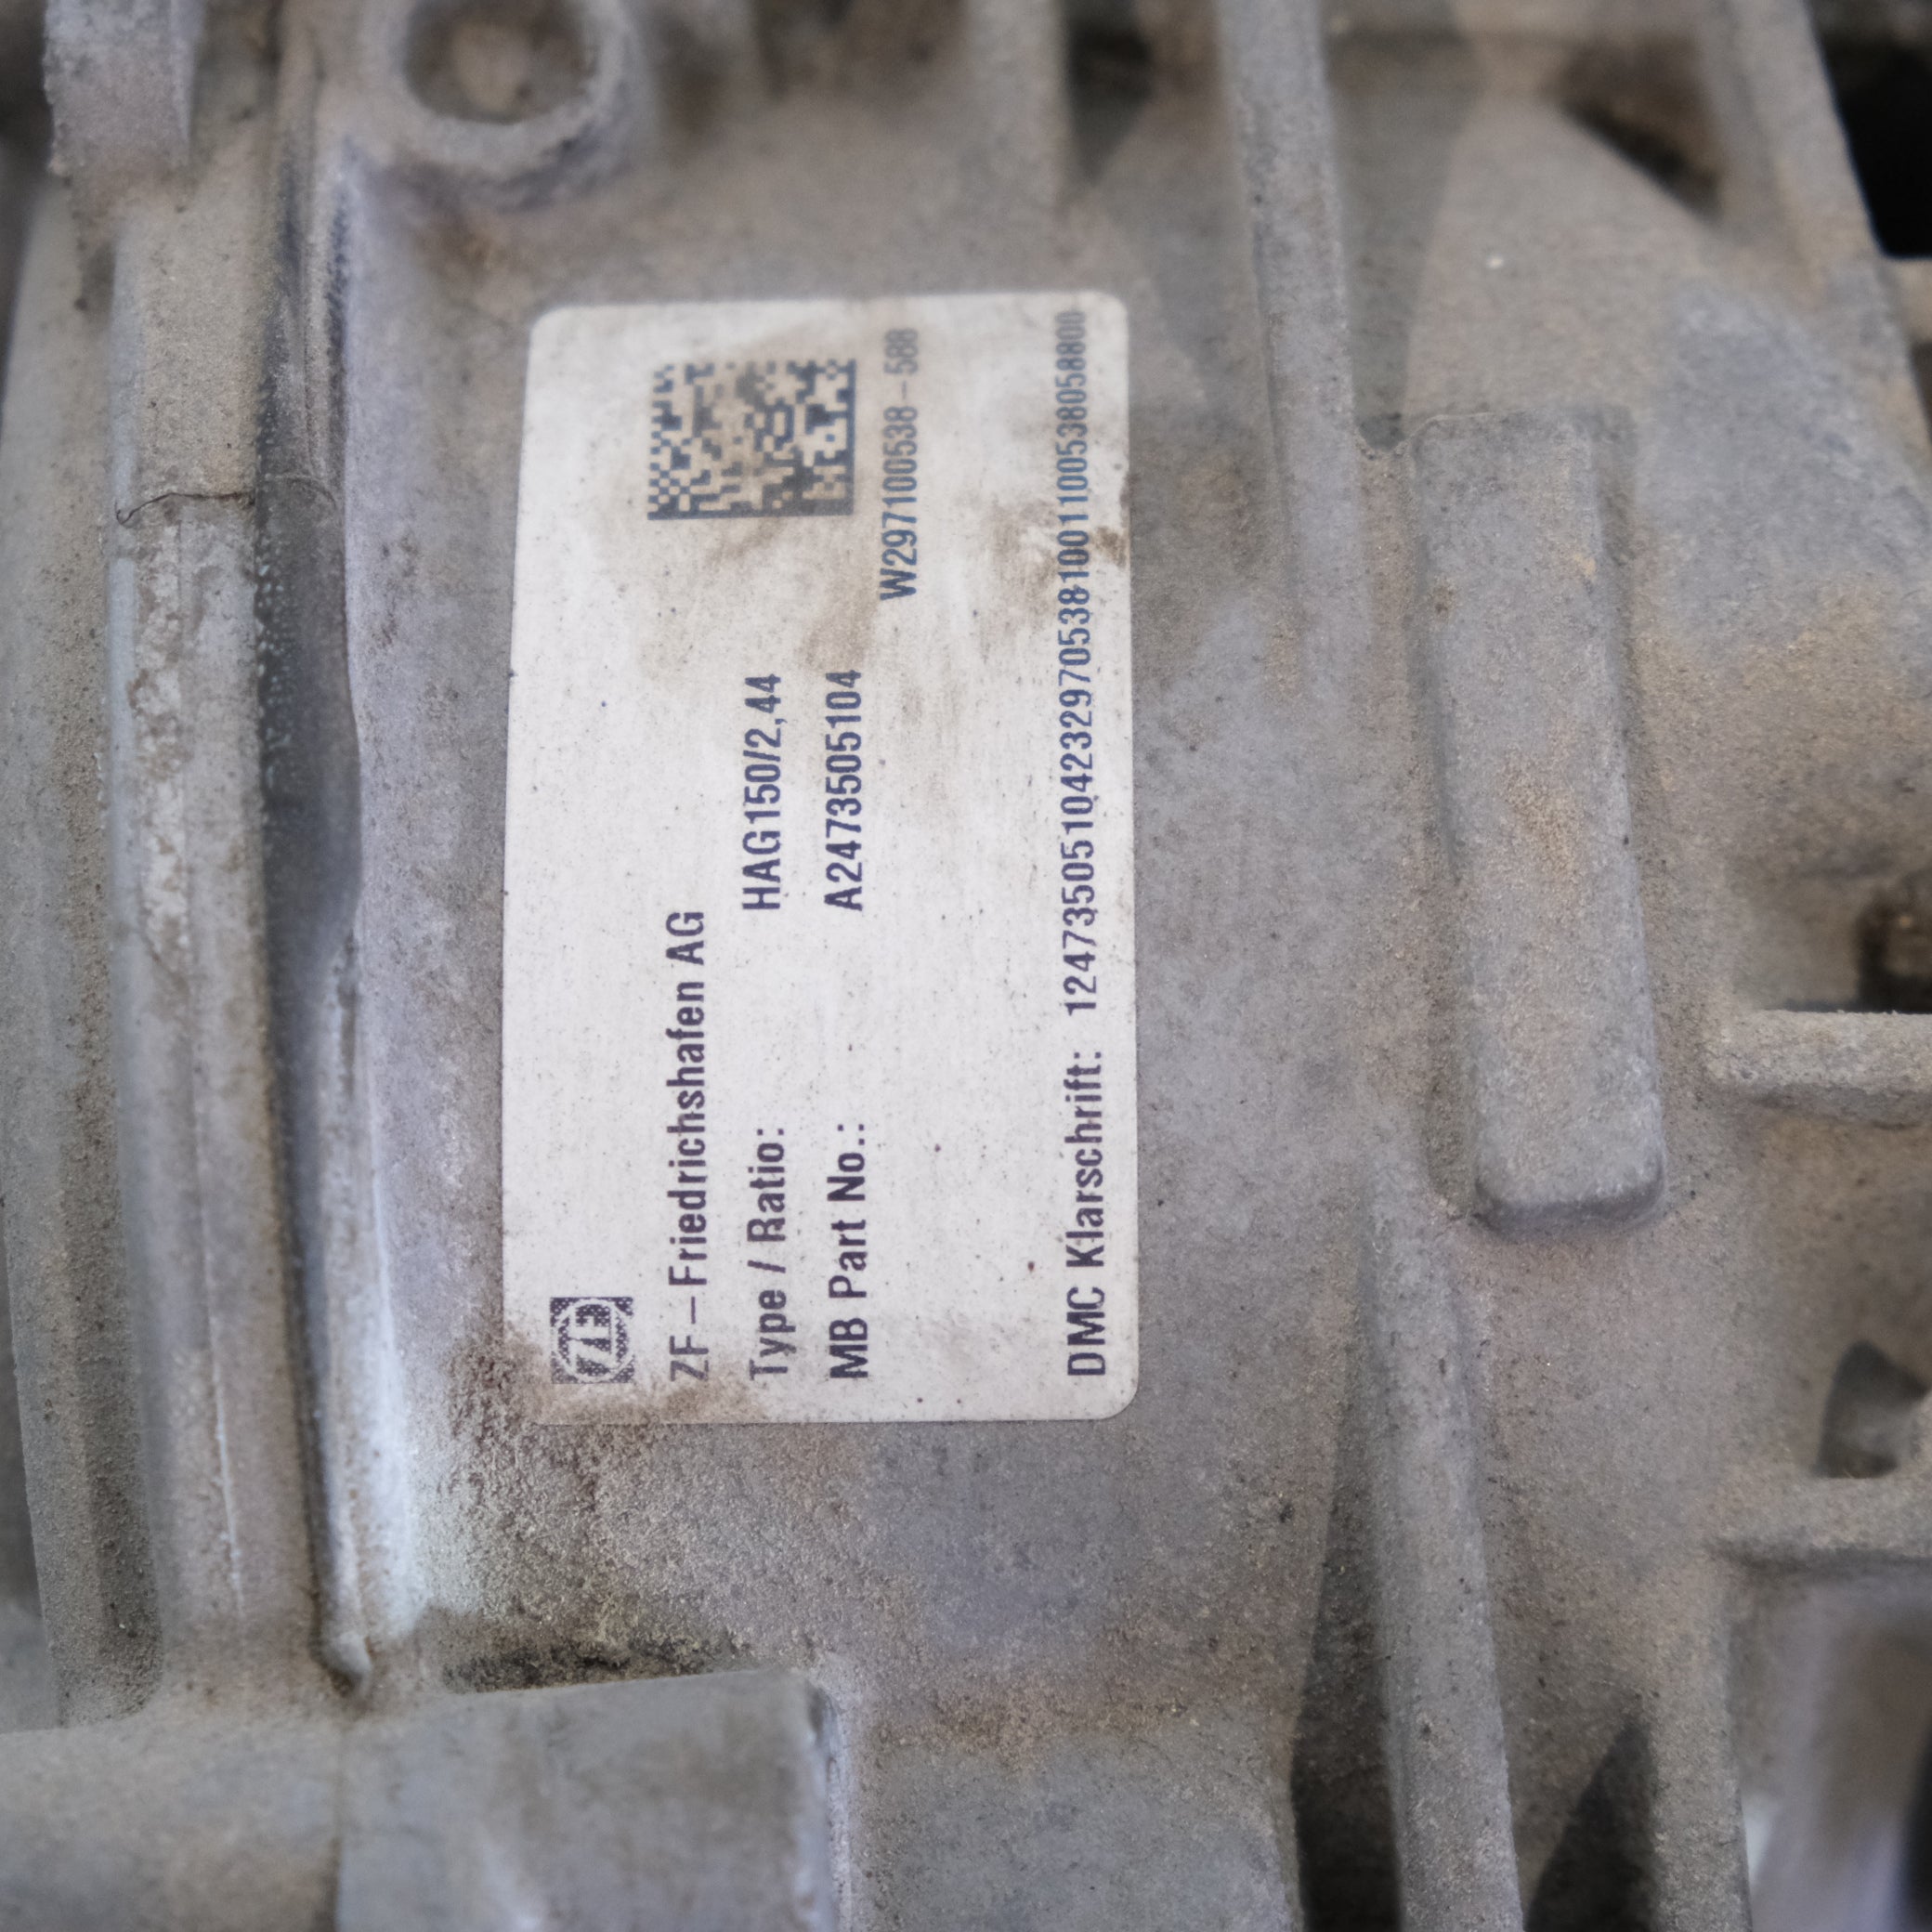 ZF
ZF-Friedrichshafen AG
Type / Ratio: HAG150/2,44
MB Part No.: A2473505104
W297100538-588
DMC Klarschrift: 124735051042329705381001100538058800